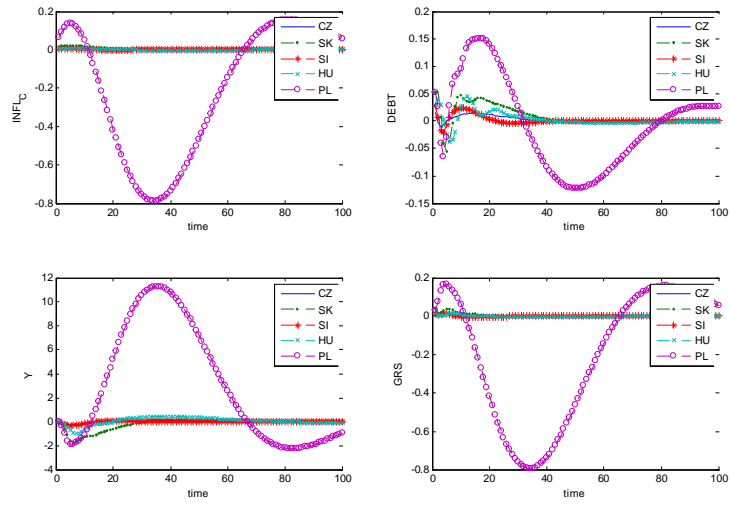 0.2
0
-0.2
-0.4
-0.6
-0.8
INFL_C
0 20 40 60 80 100
time
CZ
SK
SI
HU
PL
0.2
0.15
0.1
0.05
0
-0.05
-0.1
0.15
DEBT
0 20 40 60 80 100
time
CZ
SK
SI
HU
PL
12
10
8
6
4
2
0
-2
-4
Y
0 20 40 60 80 100
time
CZ
SK
SI
HU
PL
0.2
0
-0.2
-0.4
-0.6
-0.8
GRS
0 20 40 60 80 100
time
CZ
SK
SI
HU
PL